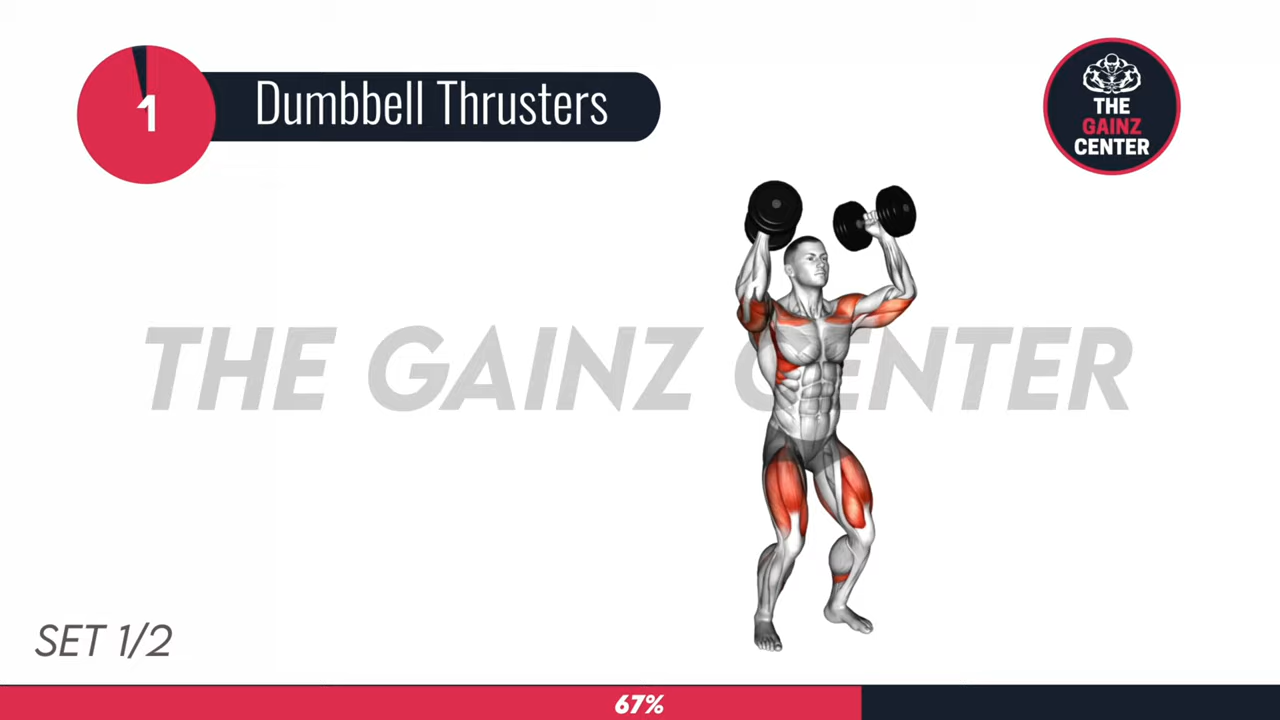 1
Dumbbell Thrusters
THE
GAINZ
CENTER
THE GAINZ CENTER
SET 1/2
67%